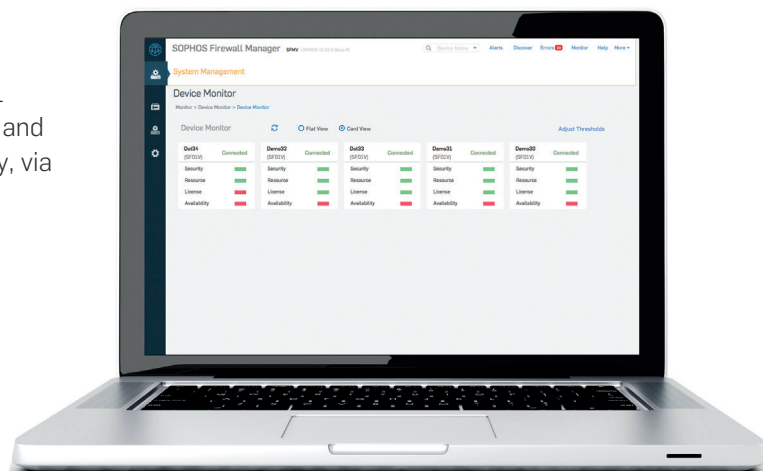 and
y, via
SOPHOS Firewall Manager SFMV
Device Name Alerts Discover Errors Monitor Help More
System Management
Device Monitor
Monitor > Device Monitor > Device Monitor
Device Monitor Flat View Card View Adjust Thresholds
Connected Demo32 Connected Connected Demo31 Connected Demo30 Connected
(SF01V) (SF01V) (SF01V) (SF01V) (SF01V)
Security Security Security Security Security
Resource Resource Resource Resource Resource
License License License License License
Availability Availability Availability Availability Availability